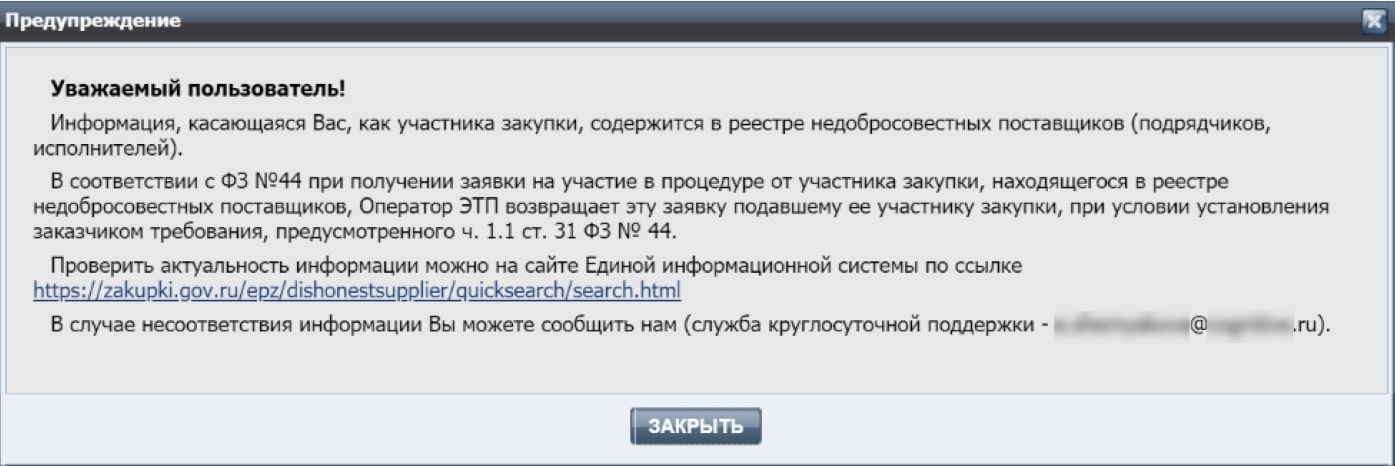 Предупреждение
Уважаемый пользователь!
Информация, касающаяся Вас, как участника закупки, содержится в реестре недобросовестных поставщиков (подрядчиков,
исполнителей).
В соответствии с ФЗ №44 при получении заявки на участие в процедуре от участника закупки, находящегося в реестре
недобросовестных поставщиков, Оператор ЭТП возвращает эту заявку подавшему ее участнику закупки, при условии установления
заказчиком требования, предусмотренного ч. 1.1 ст. 31 ФЗ № 44.
Проверить актуальность информации можно на сайте Единой информационной системы по ссылке
https://zakupki.gov.ru/epz/dishonestsupplier/quicksearch/search.html
В случае несоответствия информации Вы можете сообщить нам (служба круглосуточной поддержки - @ .ru).
ЗАКРЫТЬ